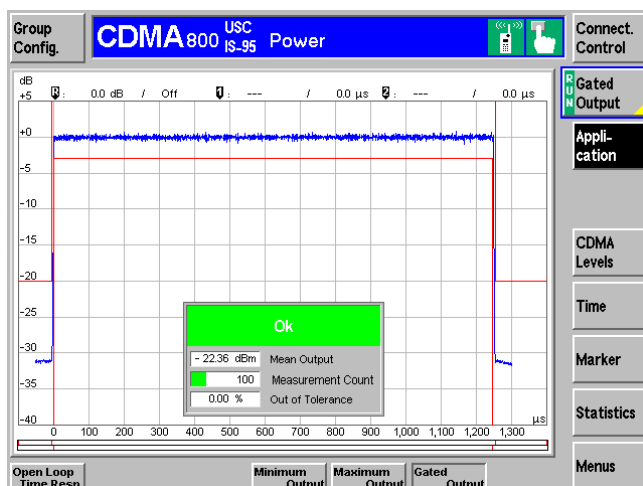 Group
Config.
CDMA 800 USC
IS-95 Power
Connect.
Control
dB
+5
R : 0.0 dB / Off 1 : --- / 0.0 µs 2 : --- / 0.0 µs
RUN
Gated
Output
+0
Appli-
cation
-5
-10
-15
CDMA
Levels
-20
Time
-25
Ok
-30
- 22.36 dBm Mean Output
Marker
100 Measurement Count
-35
0.00 % Out of Tolerance
Statistics
-40
µs
0 100 200 300 400 500 600 700 800 900 1,000 1,100 1,200 1,300
Menus
Open Loop
Time Resp
Minimum
Output
Maximum
Output
Gated
Output